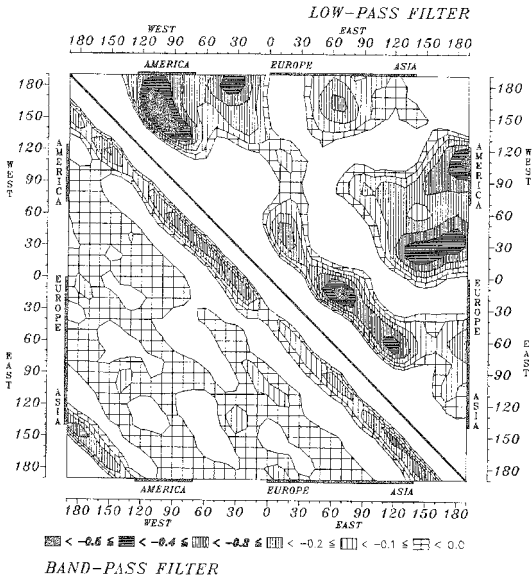 LOW-PASS FILTER
WEST EAST
180 150 120 90 60 30 0 30 60 90 120 150 180
AMERICA EUROPE ASIA
180
150
120
90
60
30
0
30
60
90
120
150
180
WEST
EAST
AMERICA
EUROPE
ASIA
180
150
120
90
60
30
0
30
60
90
120
150
180
AMERICA
EUROPE
ASIA
WEST
EAST
AMERICA EUROPE ASIA
180 150 120 90 60 30 0 30 60 90 120 150 180
WEST EAST
< -0.5 ≤ < -0.4 ≤ < -0.3 ≤ < -0.2 ≤ < -0.1 ≤ < 0.0
BAND-PASS FILTER